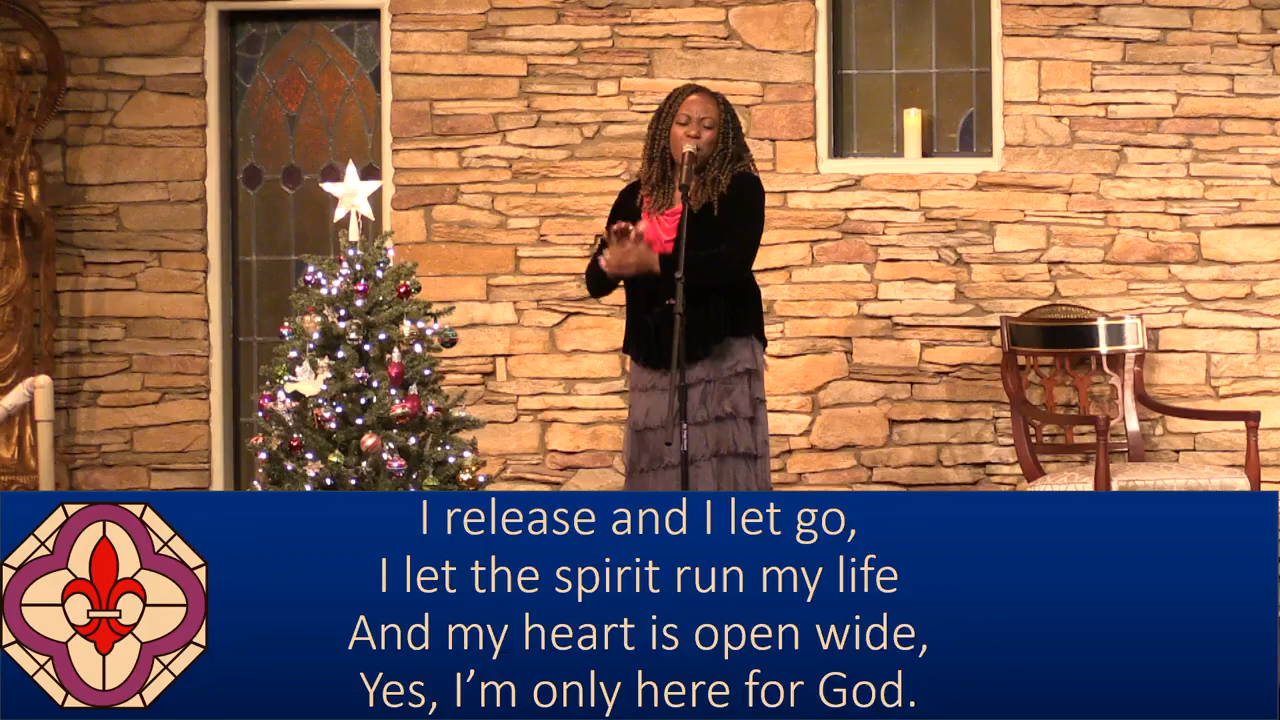 I release and I let go,
I let the spirit run my life
And my heart is open wide,
Yes, I’m only here for God.